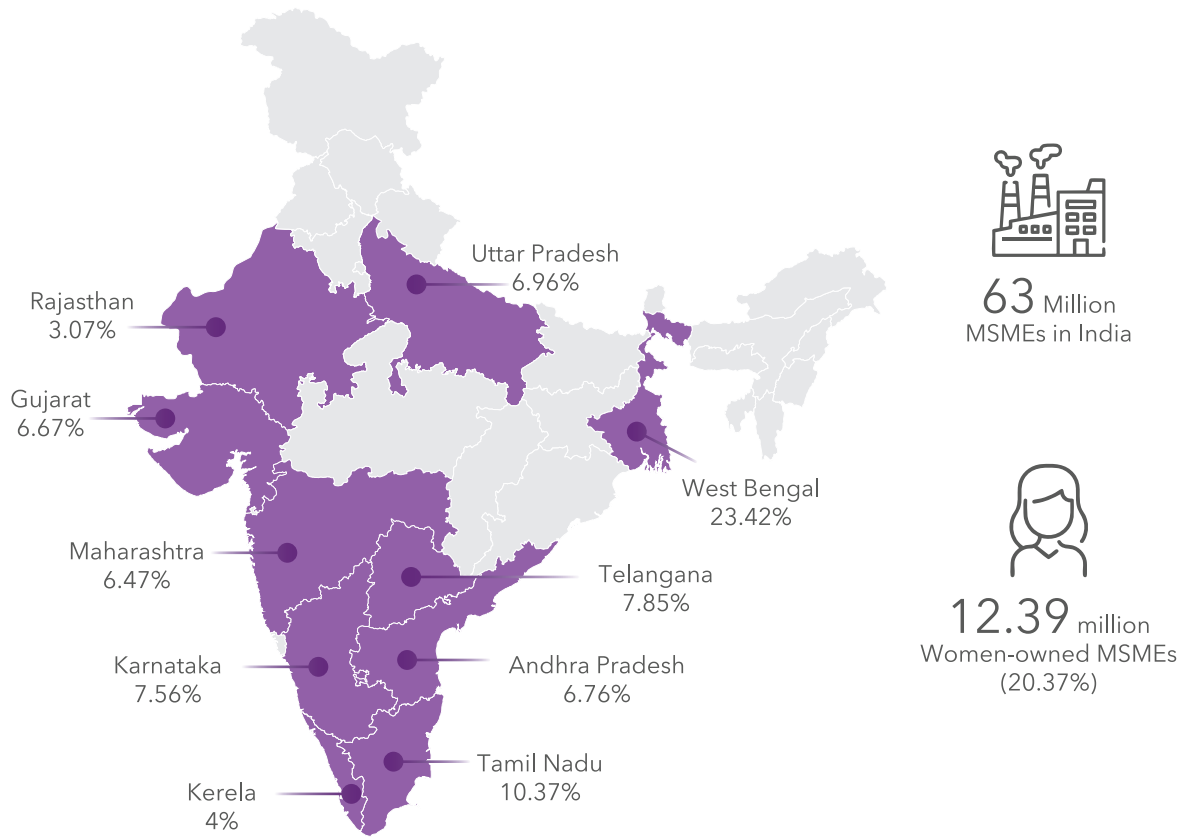 Uttar Pradesh
6.96%
Rajasthan
3.07%
Gujarat
6.67%
West Bengal
23.42%
Maharashtra
6.47%
Telangana
7.85%
Karnataka
7.56%
Andhra Pradesh
6.76%
Tamil Nadu
10.37%
Kerela
4%
63 Million
MSMEs in India
12.39 million
Women-owned MSMEs
(20.37%)